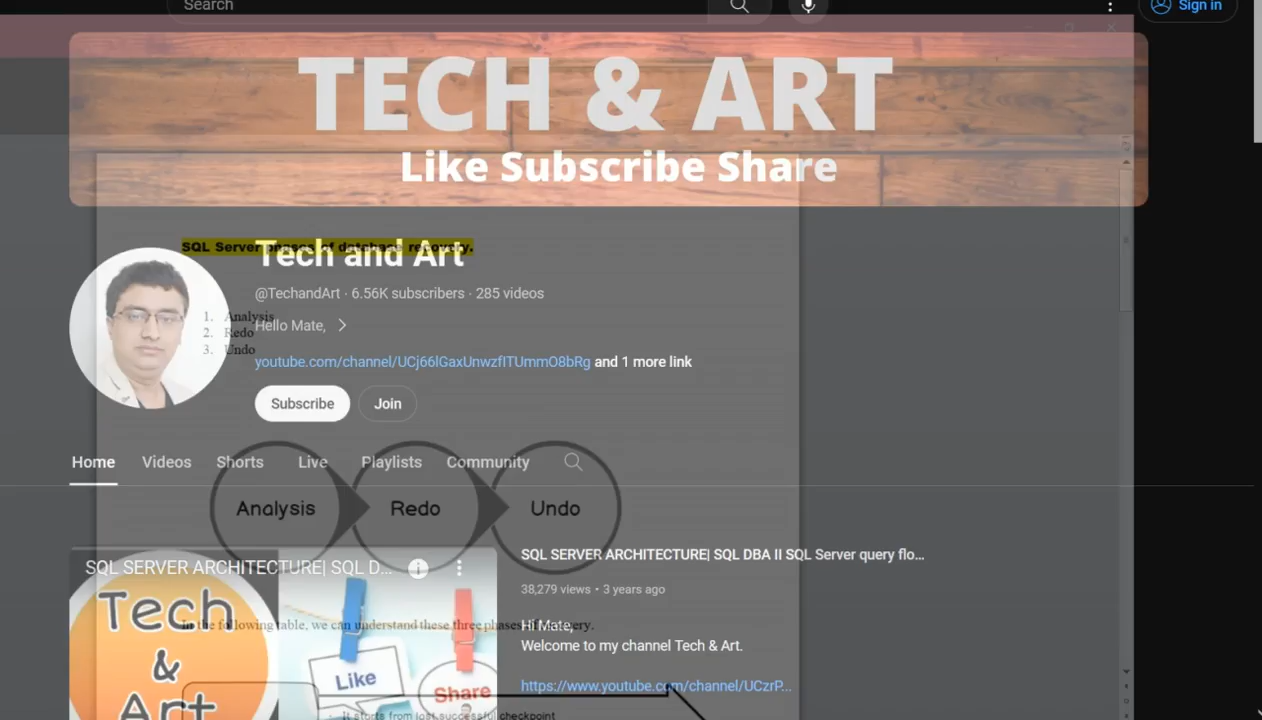 Search
Sign in
TECH & ART
Like Subscribe Share
SQL Server phases of database recovery.
Tech and Art
@TechandArt · 6.56K subscribers · 285 videos
1. Analysis
2. Redo
3. Undo
Hello Mate,
youtube.com/channel/UCj66lGaxUnwzfITUmmO8bRg and 1 more link
Subscribe
Join
Home
Videos
Shorts
Live
Playlists
Community
Analysis
Redo
Undo
SQL SERVER ARCHITECTURE| SQL D...
SQL SERVER ARCHITECTURE| SQL DBA II SQL Server query flo...
38,279 views • 3 years ago
Tech
&
Art
Like
Share
In the following table, we can understand these three phases of recovery.
Hi Mate,
Welcome to my channel Tech & Art.
https://www.youtube.com/channel/UCzrP...
It starts from last successful checkpoint